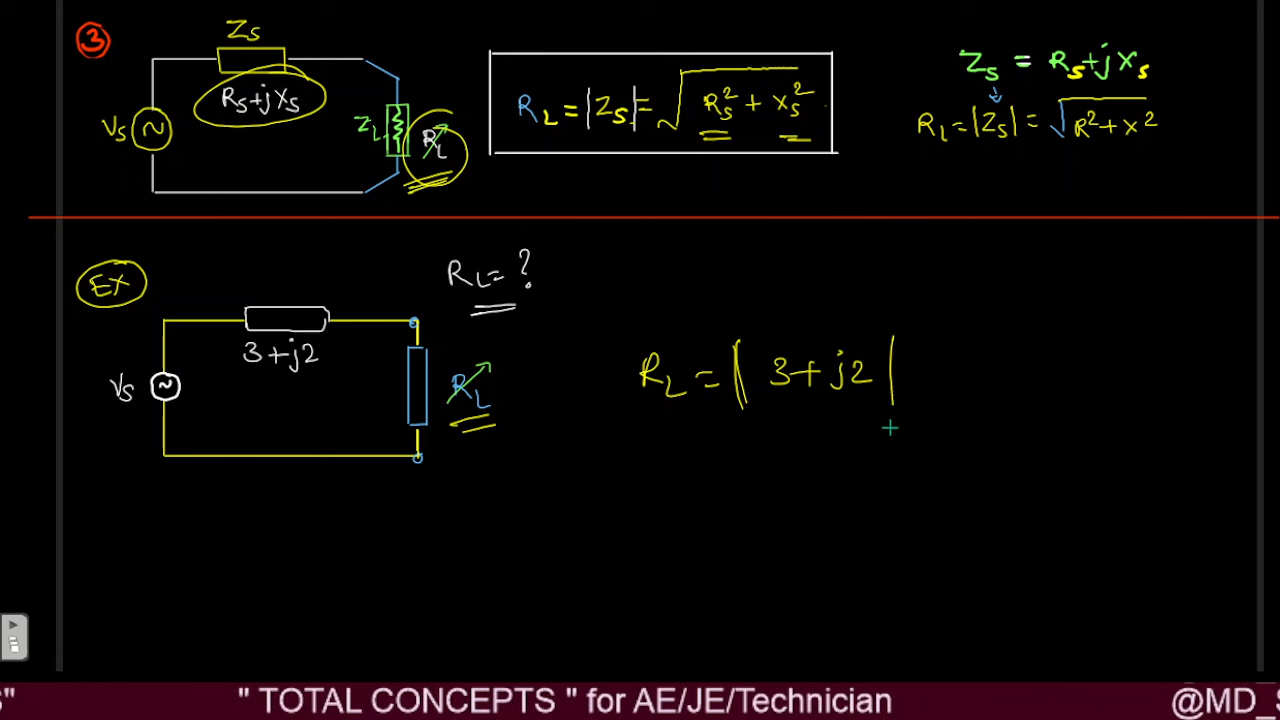 3
Zs
Rs+jXs
Vs
ZL
RL
RL = |Zs| = √Rs² + Xs²
Zs = Rs+jXs
RL = |Zs| = √R²+X²
EX
RL = ?
3+j2
Vs
RL
RL = | 3+j2 |
S"
" TOTAL CONCEPTS " for AE/JE/Technician
@MD_S